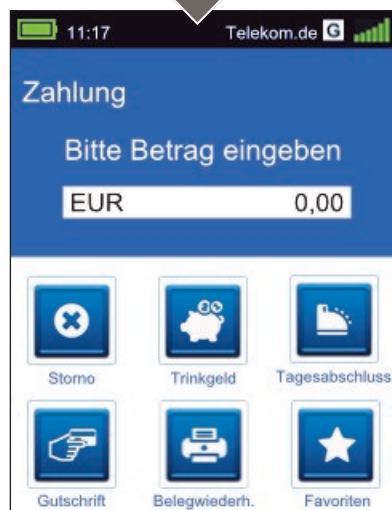 11:17 Telekom.de G
Zahlung
Bitte Betrag eingeben
EUR 0,00
Storno Trinkgeld Tagesabschluss
Gutschrift Belegwiederh. Favoriten